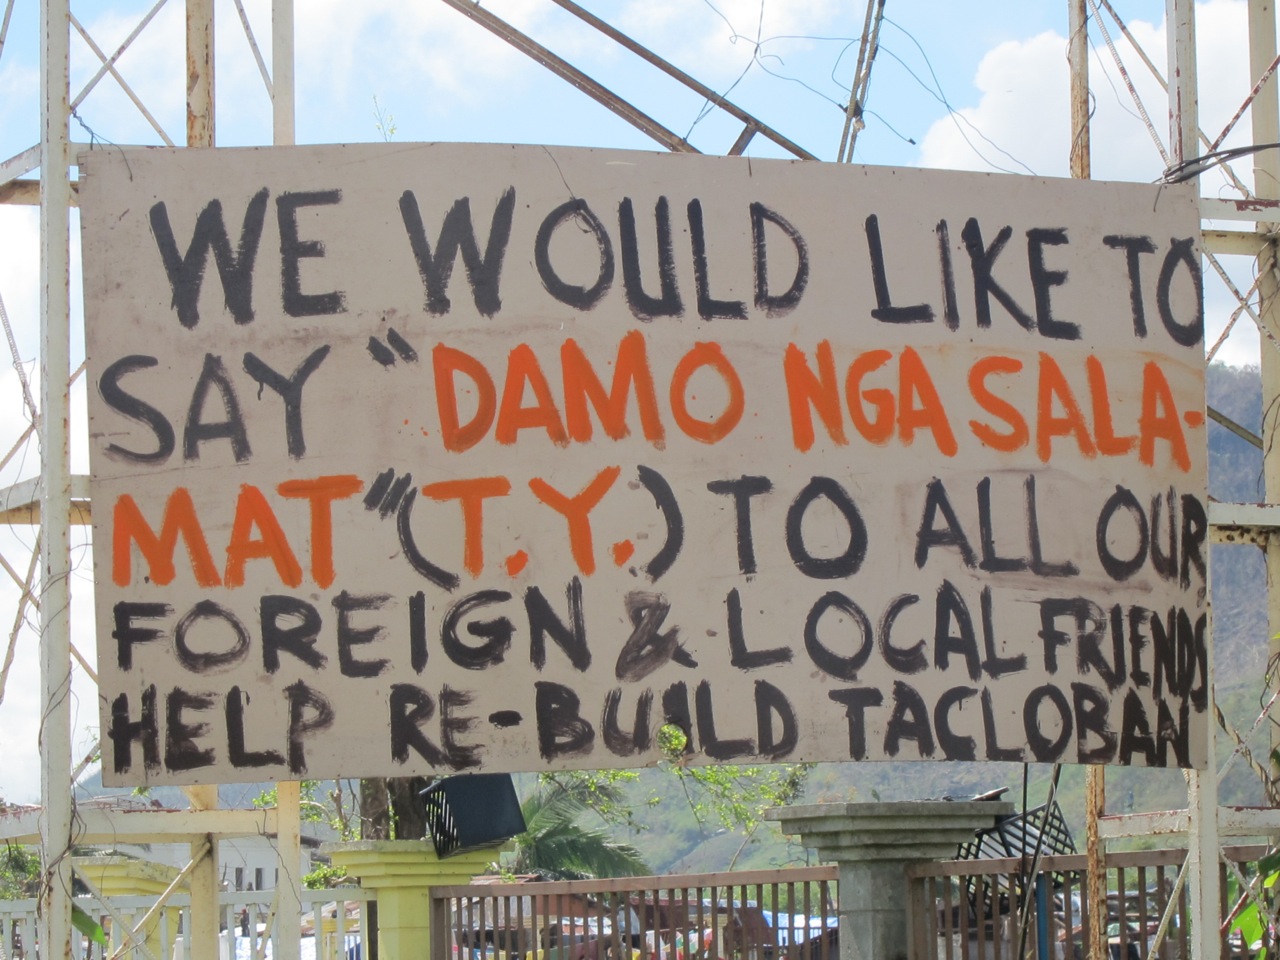 WE WOULD LIKE TO
SAY "DAMO NGA SALA-
MAT" (T.Y.) TO ALL OUR
FOREIGN & LOCAL FRIENDS
HELP RE-BUILD TACLOBAN